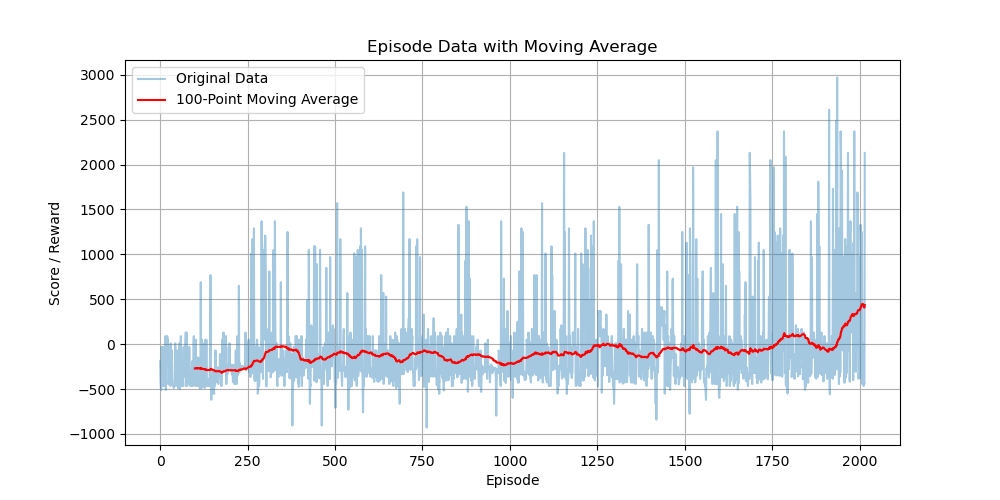 Episode Data with Moving Average
Original Data
100-Point Moving Average
3000
2500
2000
1500
1000
500
0
−500
−1000
Score / Reward
0 250 500 750 1000 1250 1500 1750 2000
Episode